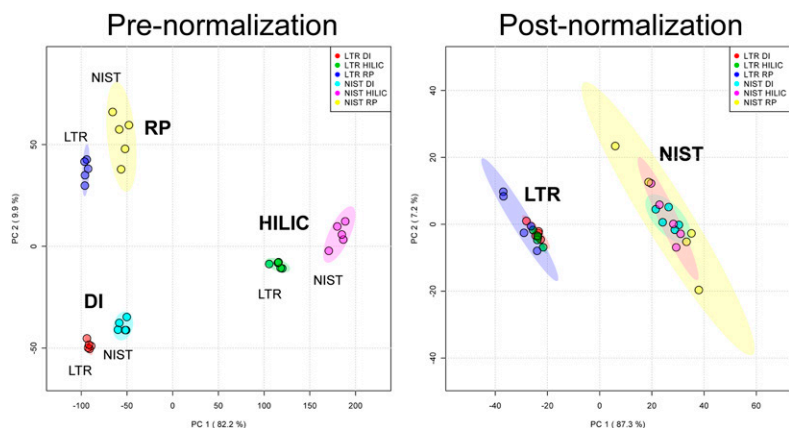 Pre-normalization
LTR DI
LTR HILIC
LTR RP
NIST DI
NIST HILIC
NIST RP
NIST
RP
LTR
HILIC
LTR
NIST
DI
NIST
LTR
50
0
-50
-100
-50
0
50
100
150
200
PC 2 ( 9.9 %)
PC 1 ( 82.2 %)
Post-normalization
LTR DI
LTR HILIC
LTR RP
NIST DI
NIST HILIC
NIST RP
NIST
LTR
40
20
0
-20
-40
-40
-20
0
20
40
60
PC 2 ( 7.2 %)
PC 1 ( 87.3 %)